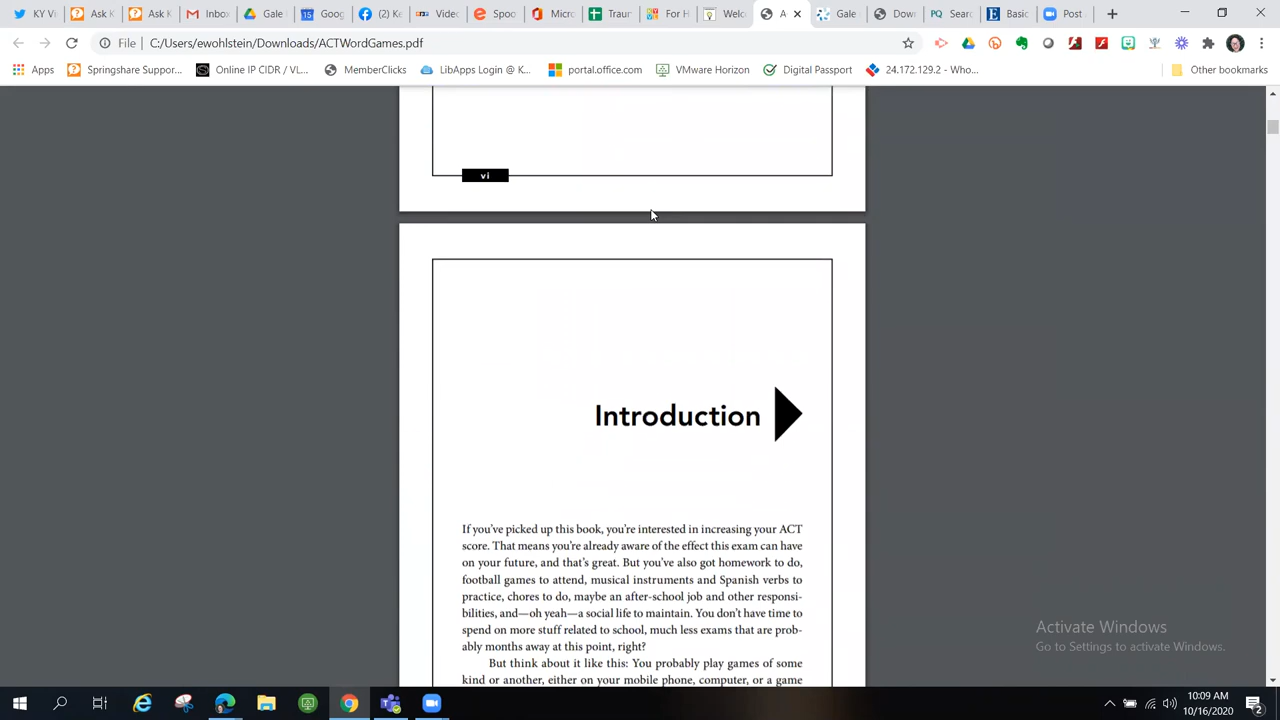 KY Vi
Ask I
Inbox
Gale
Goog
(2) Ke
Video
Spoo
Micro
Traur
For H
Welc
A
Gale
Dow
Sear
Basic
Post
File | C:/Users/ewohlstein/Downloads/ACTWordGames.pdf
Apps
Springshare Suppor...
Online IP CIDR / VL...
MemberClicks
LibApps Login @ K...
portal.office.com
VMware Horizon
Digital Passport
24.172.129.2 - Who...
Other bookmarks
vi
Introduction
If you've picked up this book, you're interested in increasing your ACT
score. That means you're already aware of the effect this exam can have
on your future, and that's great. But you've also got homework to do,
football games to attend, musical instruments and Spanish verbs to
practice, chores to do, maybe an after-school job and other responsi-
bilities, and—oh yeah—a social life to maintain. You don't have time to
spend on more stuff related to school, much less exams that are prob-
ably months away at this point, right?
But think about it like this: You probably play games of some
kind or another, either on your mobile phone, computer, or a game
Activate Windows
Go to Settings to activate Windows.
10:09 AM
10/16/2020
2